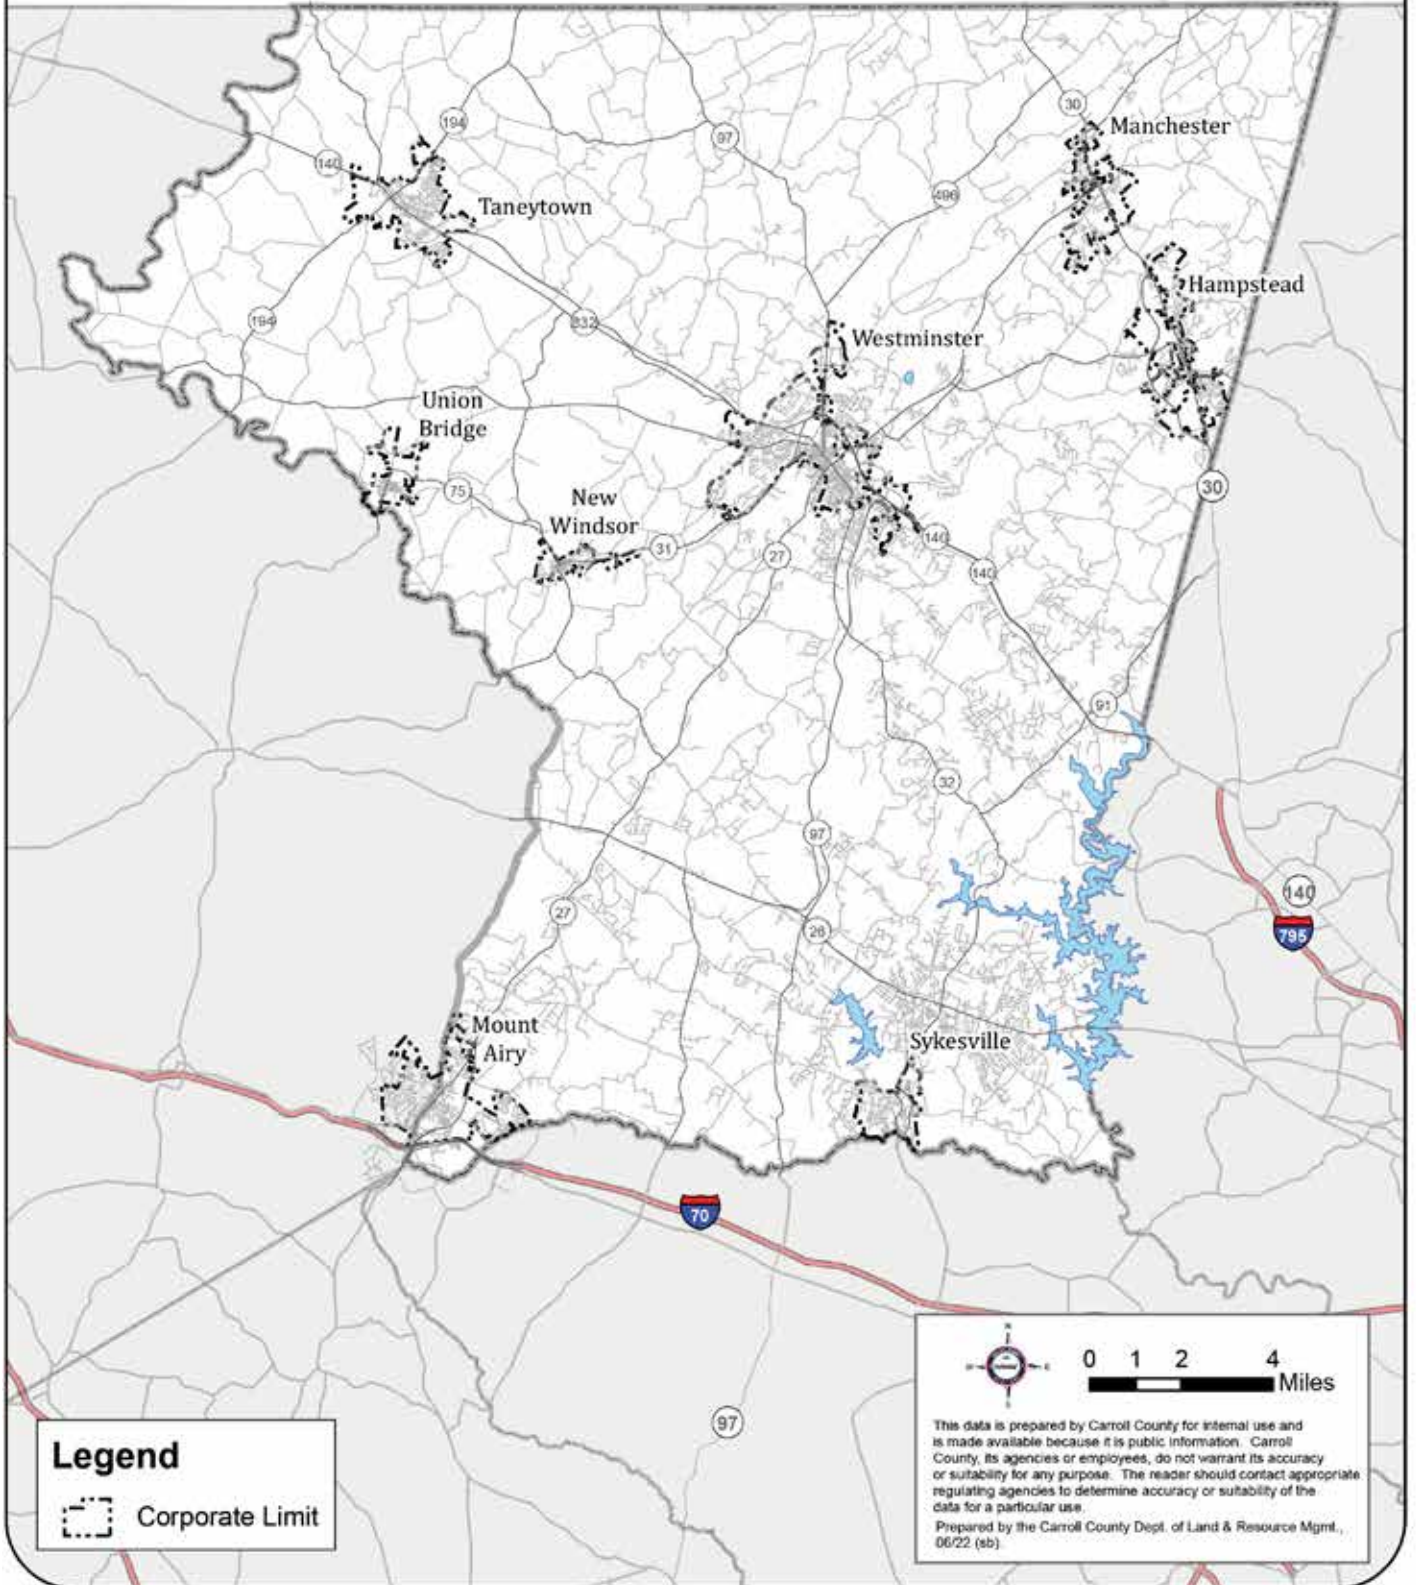 30
Manchester
194
97
140
496
Taneytown
Hampstead
194
832
Westminster
Union
Bridge
75
New
Windsor
30
31
27
140
140
91
32
97
140
27
26
795
Mount
Airy
Sykesville
70
97
N
W
E
S
0 1 2 4
Miles
This data is prepared by Carroll County for internal use and
is made available because it is public information. Carroll
County, its agencies or employees, do not warrant its accuracy
or suitability for any purpose. The reader should contact appropriate
regulating agencies to determine accuracy or suitability of the
data for a particular use.
Prepared by the Carroll County Dept. of Land & Resource Mgmt.,
06/22 (sb).
Legend
Corporate Limit